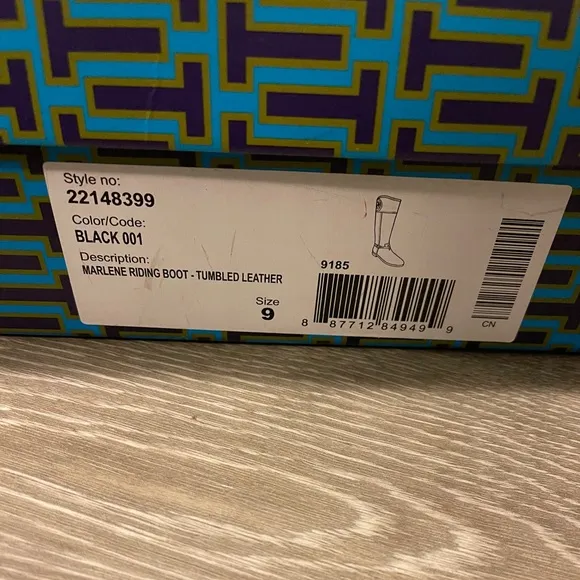 Style no:
22148399
Color/Code:
BLACK 001
Description:
MARLENE RIDING BOOT - TUMBLED LEATHER
Size
9
9185
8 87712 84949 9
CN